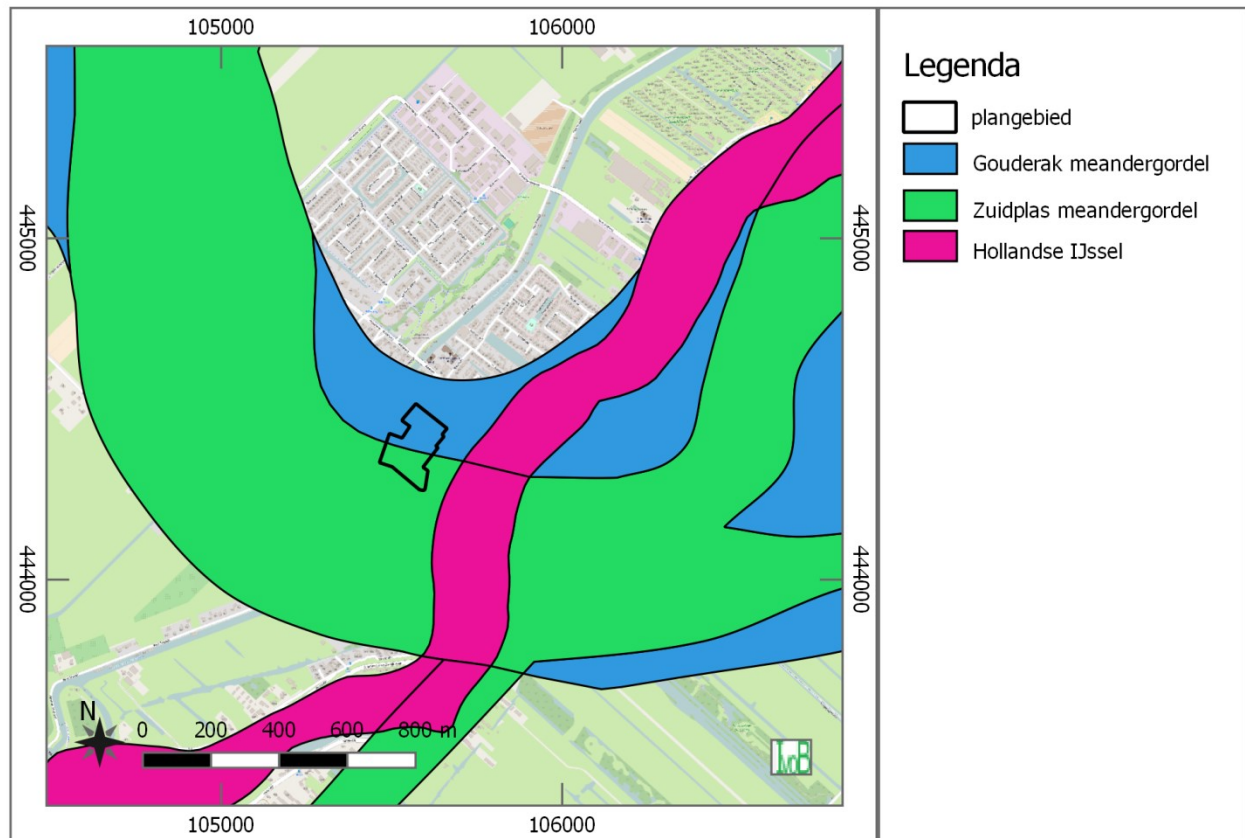 105000 106000
Legenda
plangebied
Gouderak meandergordel
Zuidplas meandergordel
Hollandse IJssel
445000 445000
444000 444000
N 0 200 400 600 800 m
IvoB
105000 106000